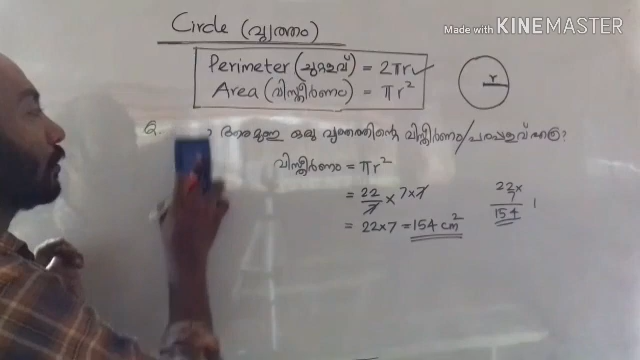 Made with KINEMASTER
Circle (വൃത്തം)
Perimeter (ചുറ്റളവ്) = 2πr ✓
Area (വിസ്തീർണം) = πr²
r
Q. ഒരു വൃത്തത്തിന്റെ വിസ്തീർണം/പരപ്പളവ് എത്ര?
വിസ്തീർണം = πr²
= 22/7 × 7 × 7
= 22×7 = 154 cm²
22×
7
154